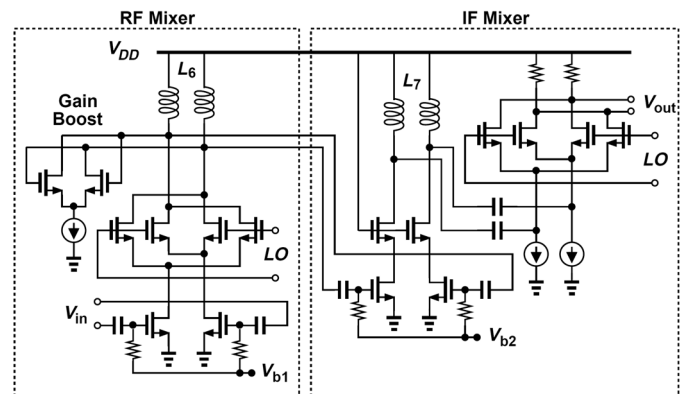 RF Mixer
IF Mixer
VDD
L6
L7
Gain
Boost
Vout
LO
LO
Vin
Vb1
Vb2